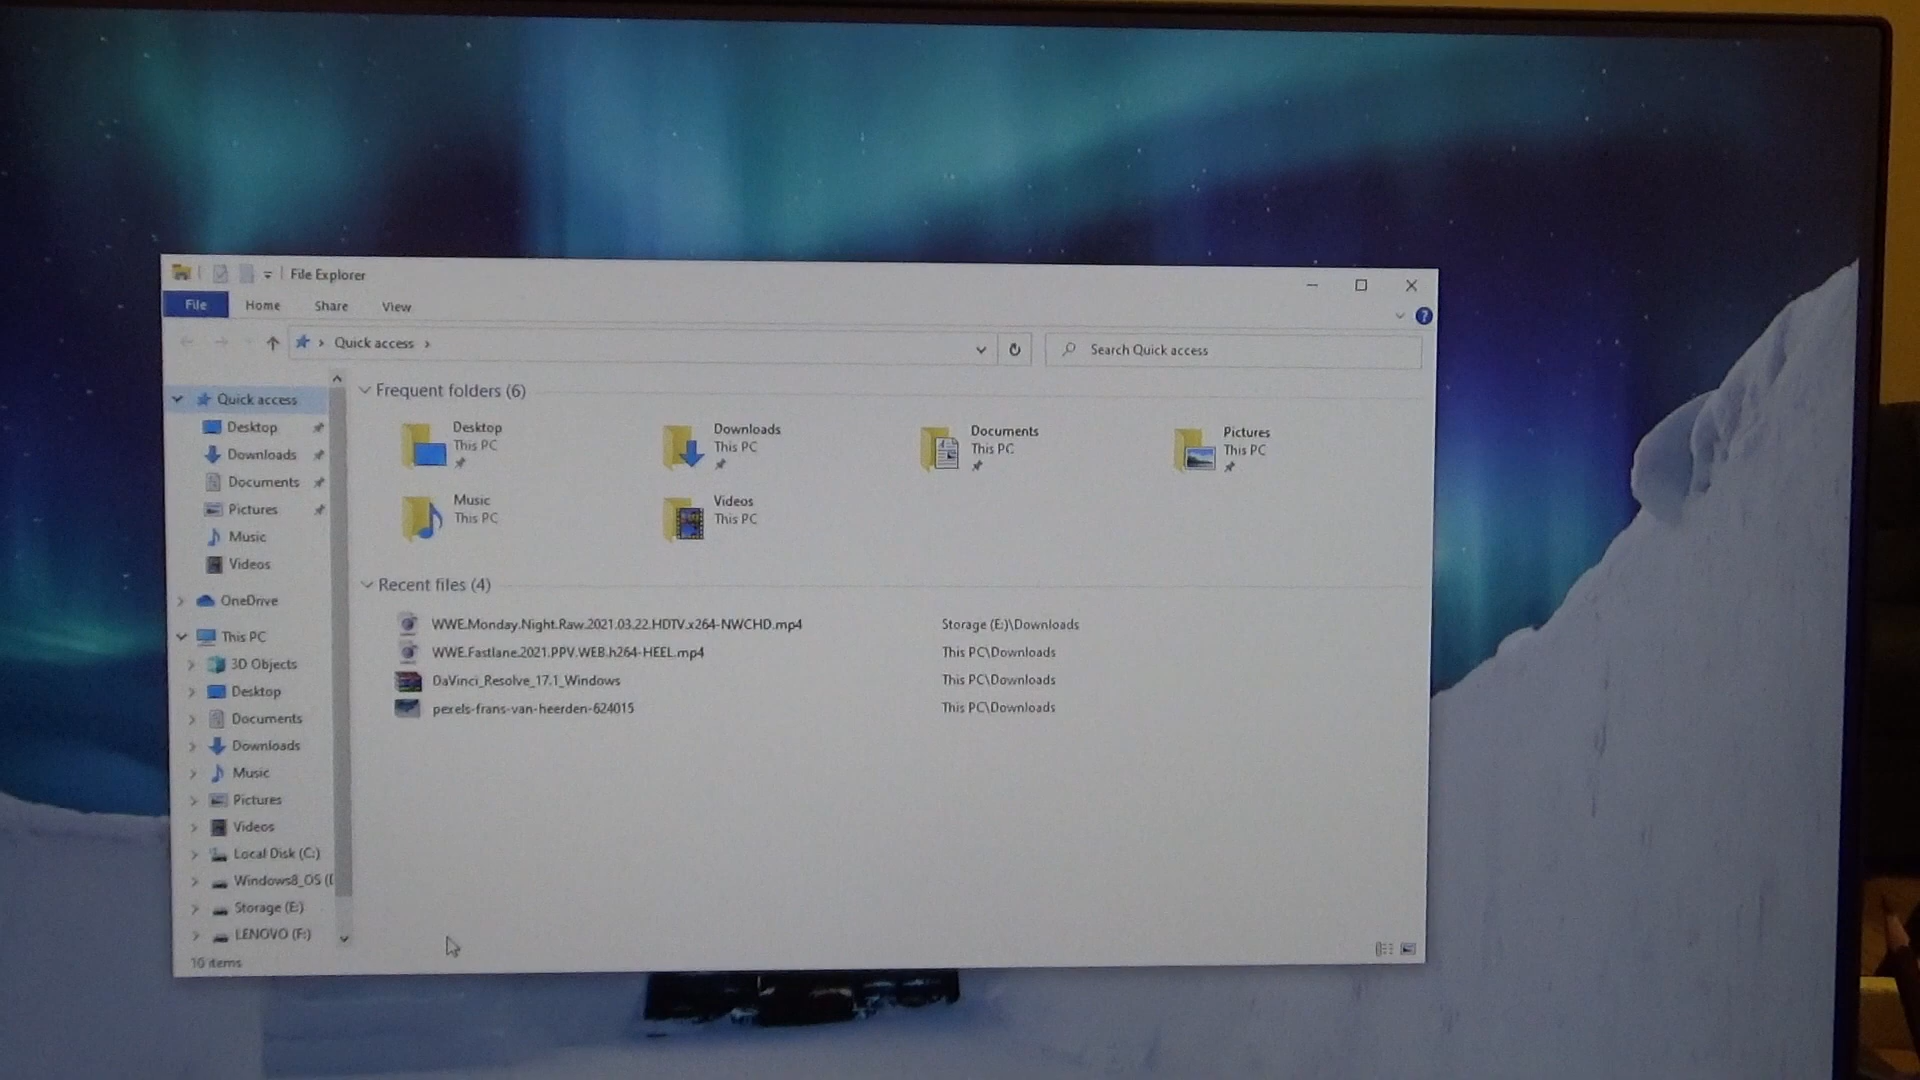 File Explorer
File Home Share View
Quick access
Search Quick access
Quick access
Desktop
Downloads
Documents
Pictures
Music
Videos
OneDrive
This PC
3D Objects
Desktop
Documents
Downloads
Music
Pictures
Videos
Local Disk (C:)
Windows8_OS (
Storage (E:)
LENOVO (F:)
16 items
Frequent folders (6)
Desktop
This PC
Downloads
This PC
Documents
This PC
Pictures
This PC
Music
This PC
Videos
This PC
Recent files (4)
WWE.Monday.Night.Raw.2021.03.22.HDTV.x264-NWCHD.mp4 Storage (E:)\Downloads
WWE.Fastlane.2021.PPV.WEB.h264-HEEL.mp4 This PC\Downloads
DaVinci_Resolve_17.1_Windows This PC\Downloads
pexels-frans-van-heerden-624015 This PC\Downloads